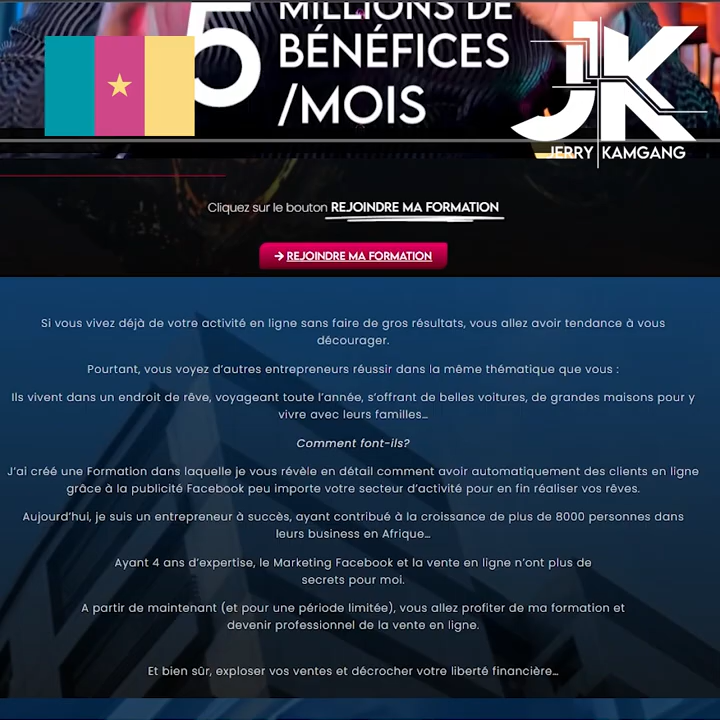 5
MILLIONS DE
BÉNÉFICES
/MOIS
JK
JERRY KAMGANG
Cliquez sur le bouton REJOINDRE MA FORMATION
→ REJOINDRE MA FORMATION
Si vous vivez déjà de votre activité en ligne sans faire de gros résultats, vous allez avoir tendance à vous
décourager.
Pourtant, vous voyez d'autres entrepreneurs réussir dans la même thématique que vous :
Ils vivent dans un endroit de rêve, voyageant toute l'année, s'offrant de belles voitures, de grandes maisons pour y
vivre avec leurs familles...
Comment font-ils?
J'ai créé une Formation dans laquelle je vous révèle en détail comment avoir automatiquement des clients en ligne
grâce à la publicité Facebook peu importe votre secteur d'activité pour en fin réaliser vos rêves.
Aujourd'hui, je suis un entrepreneur à succès, ayant contribué à la croissance de plus de 8000 personnes dans
leurs business en Afrique...
Ayant 4 ans d'expertise, le Marketing Facebook et la vente en ligne n'ont plus de
secrets pour moi.
A partir de maintenant (et pour une période limitée), vous allez profiter de ma formation et
devenir professionnel de la vente en ligne.
Et bien sûr, exploser vos ventes et décrocher votre liberté financière...